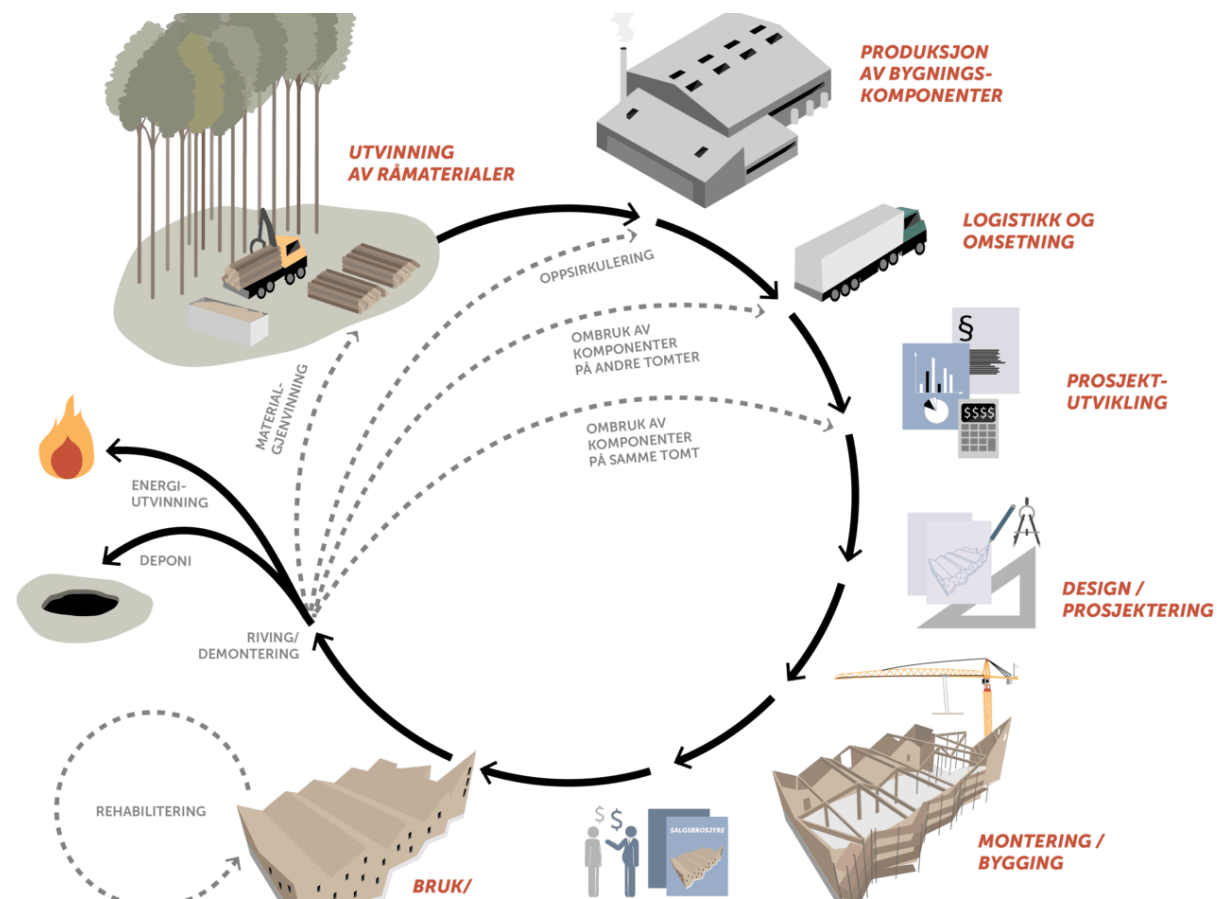 PRODUKSJON
AV BYGNINGS-
KOMPONENTER
UTVINNING
AV RÅMATERIALER
LOGISTIKK OG
OMSETNING
OPPSIRKULERING
OMBRUK AV
KOMPONENTER
PÅ ANDRE TOMTER
§
PROSJEKT-
UTVIKLING
$$$$
MATERIAL-
GJENVINNING
OMBRUK AV
KOMPONENTER
PÅ SAMME TOMT
ENERGI-
UTVINNING
DEPONI
DESIGN /
PROSJEKTERING
RIVING/
DEMONTERING
REHABILITERING
$ $
SALGSBROSJYRE
MONTERING /
BYGGING
BRUK/